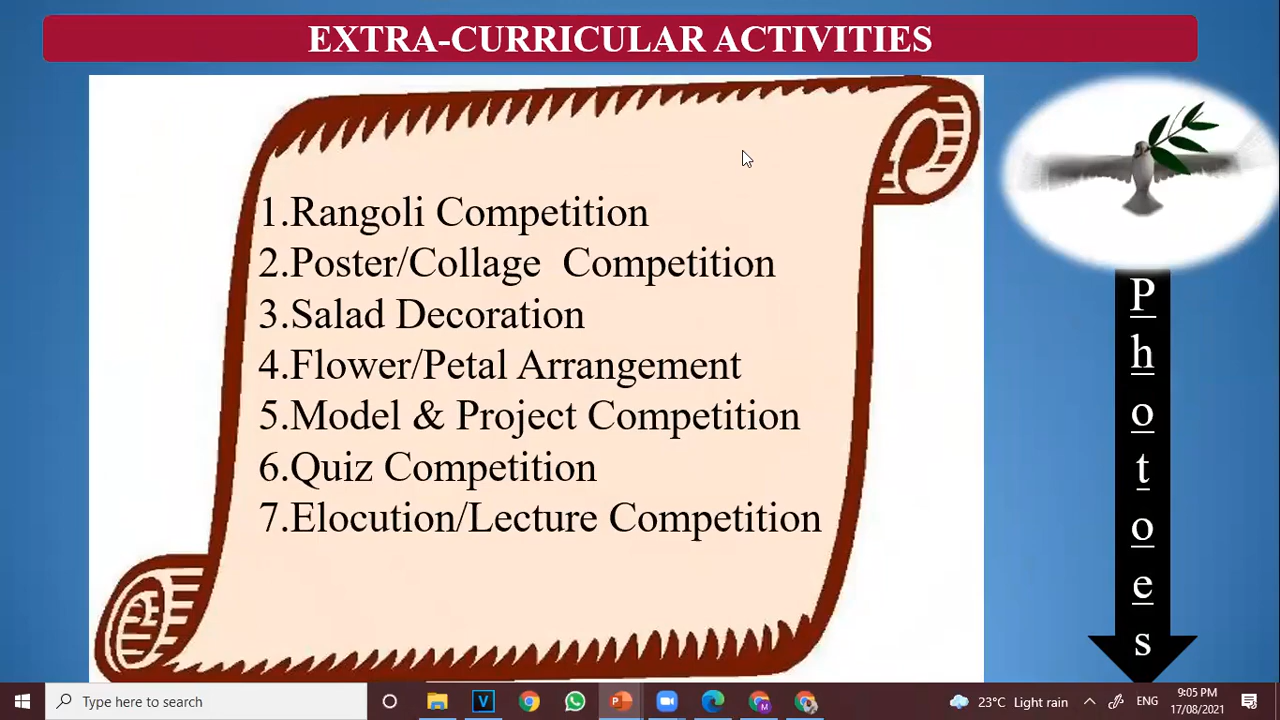 EXTRA-CURRICULAR ACTIVITIES
1.Rangoli Competition
2.Poster/Collage Competition
3.Salad Decoration
4.Flower/Petal Arrangement
5.Model & Project Competition
6.Quiz Competition
7.Elocution/Lecture Competition
Photoes
Type here to search
23°C Light rain
ENG
9:05 PM
17/08/2021